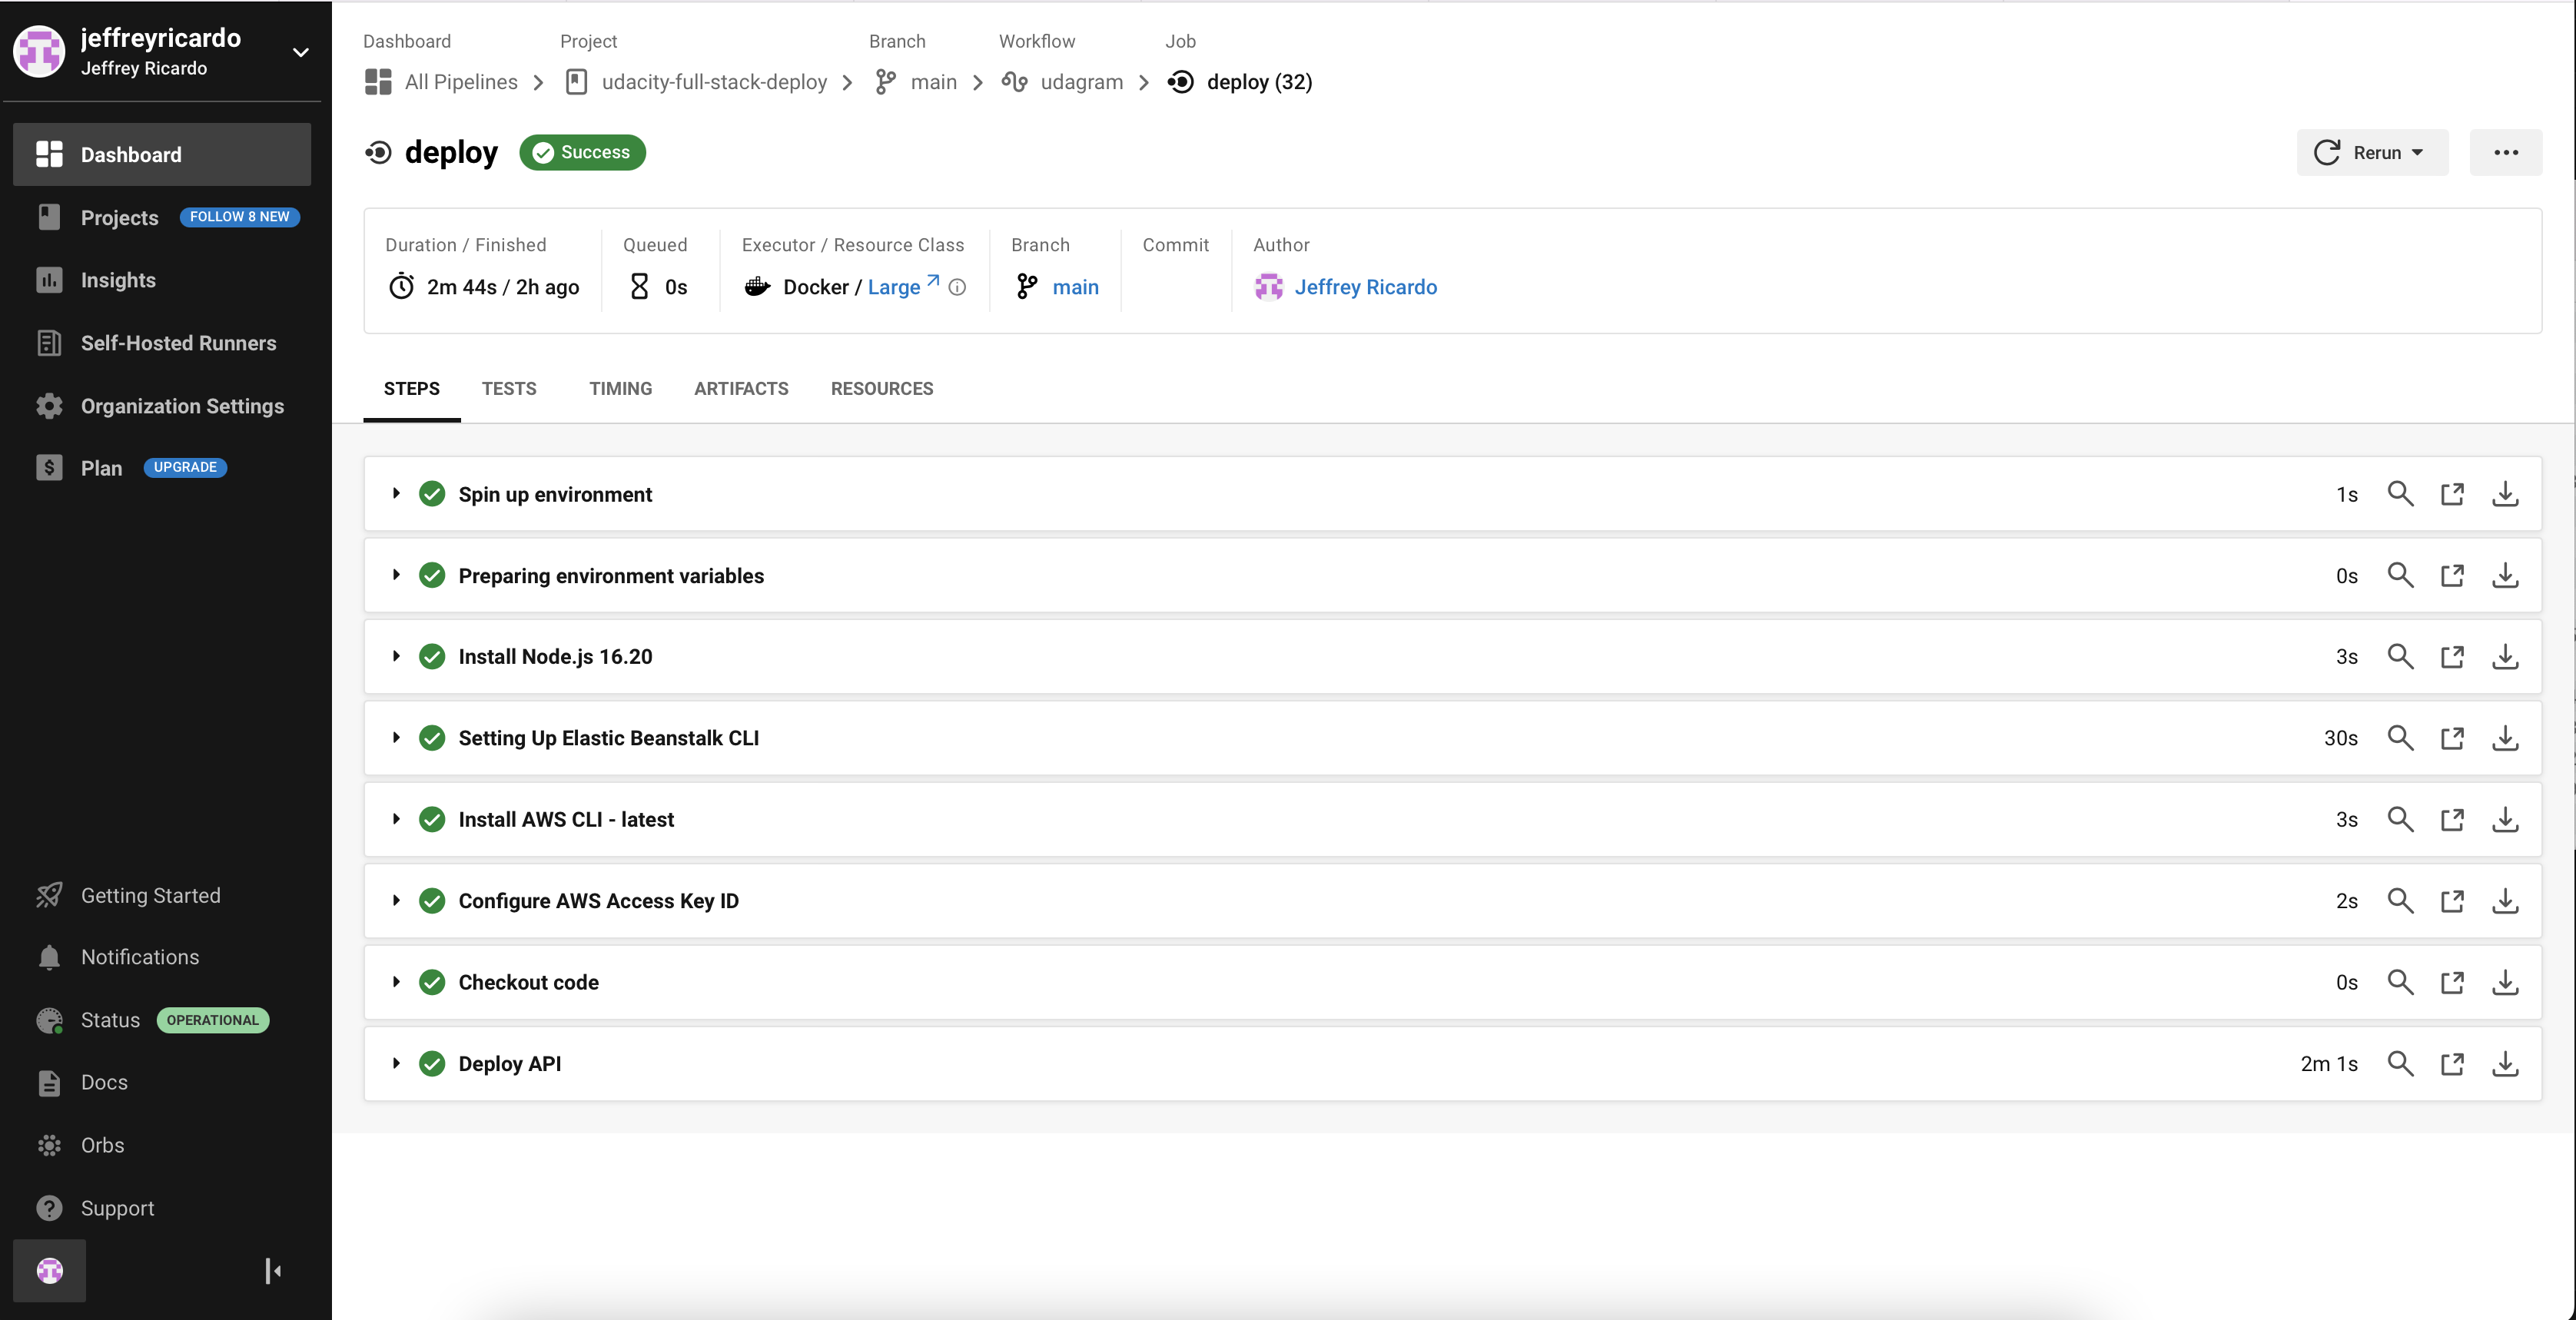 jeffreyricardo
Jeffrey Ricardo
Dashboard
Projects FOLLOW 8 NEW
Insights
Self-Hosted Runners
Organization Settings
Plan UPGRADE
Getting Started
Notifications
Status OPERATIONAL
Docs
Orbs
Support
Dashboard Project Branch Workflow Job
All Pipelines udacity-full-stack-deploy main udagram deploy (32)
deploy Success
Rerun
Duration / Finished Queued Executor / Resource Class Branch Commit Author
2m 44s / 2h ago 0s Docker / Large main Jeffrey Ricardo
STEPS TESTS TIMING ARTIFACTS RESOURCES
Spin up environment 1s
Preparing environment variables 0s
Install Node.js 16.20 3s
Setting Up Elastic Beanstalk CLI 30s
Install AWS CLI - latest 3s
Configure AWS Access Key ID 2s
Checkout code 0s
Deploy API 2m 1s